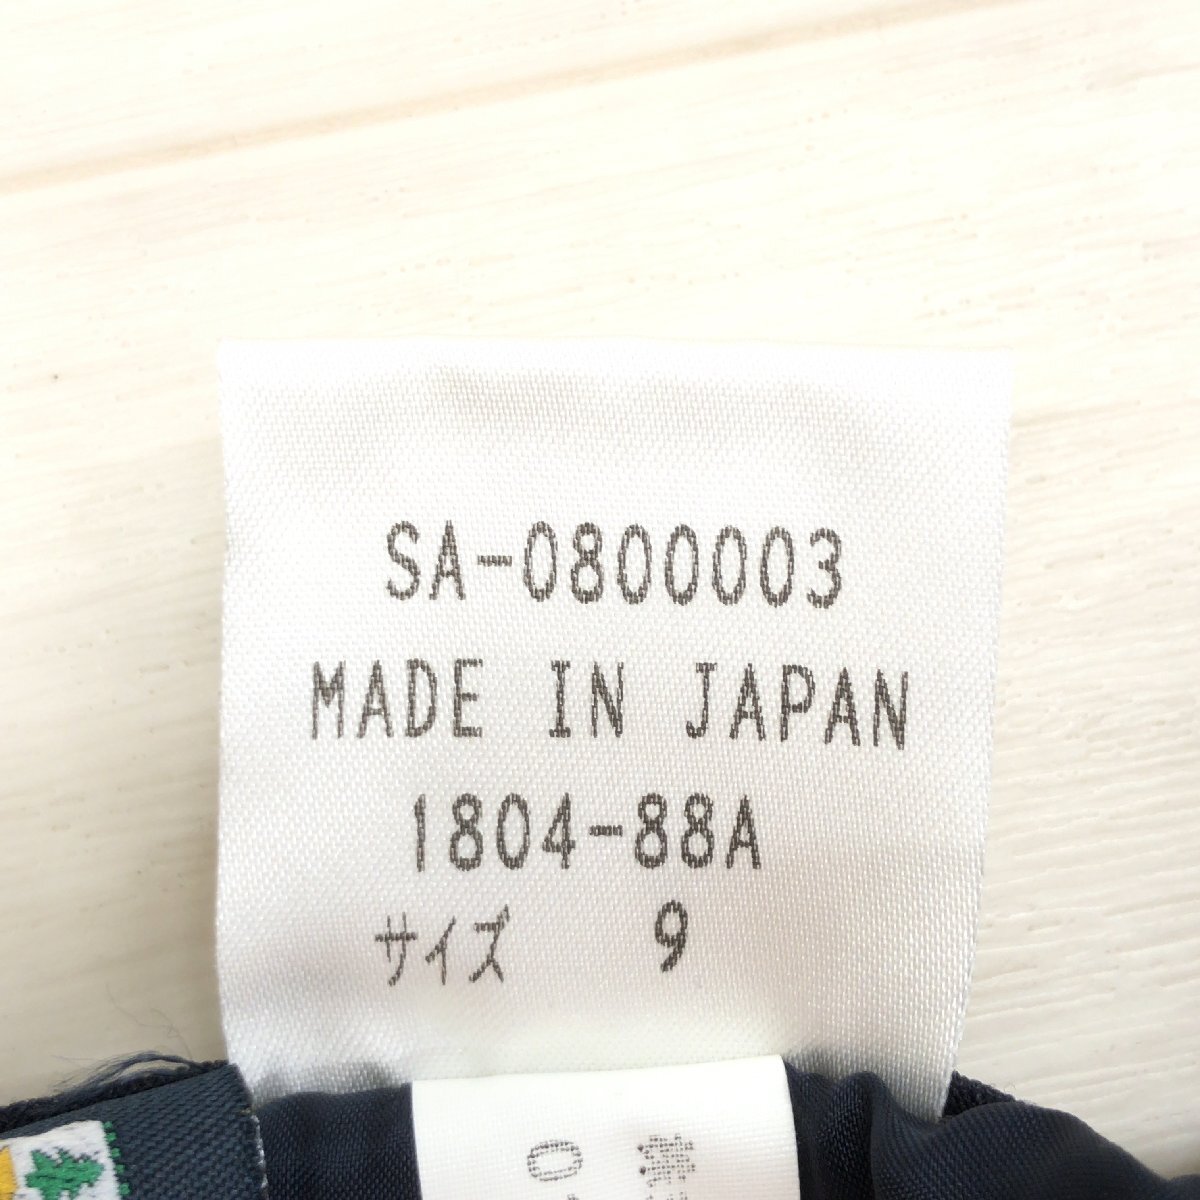 SA-0800003
MADE IN JAPAN
1804-88A
サイズ 9